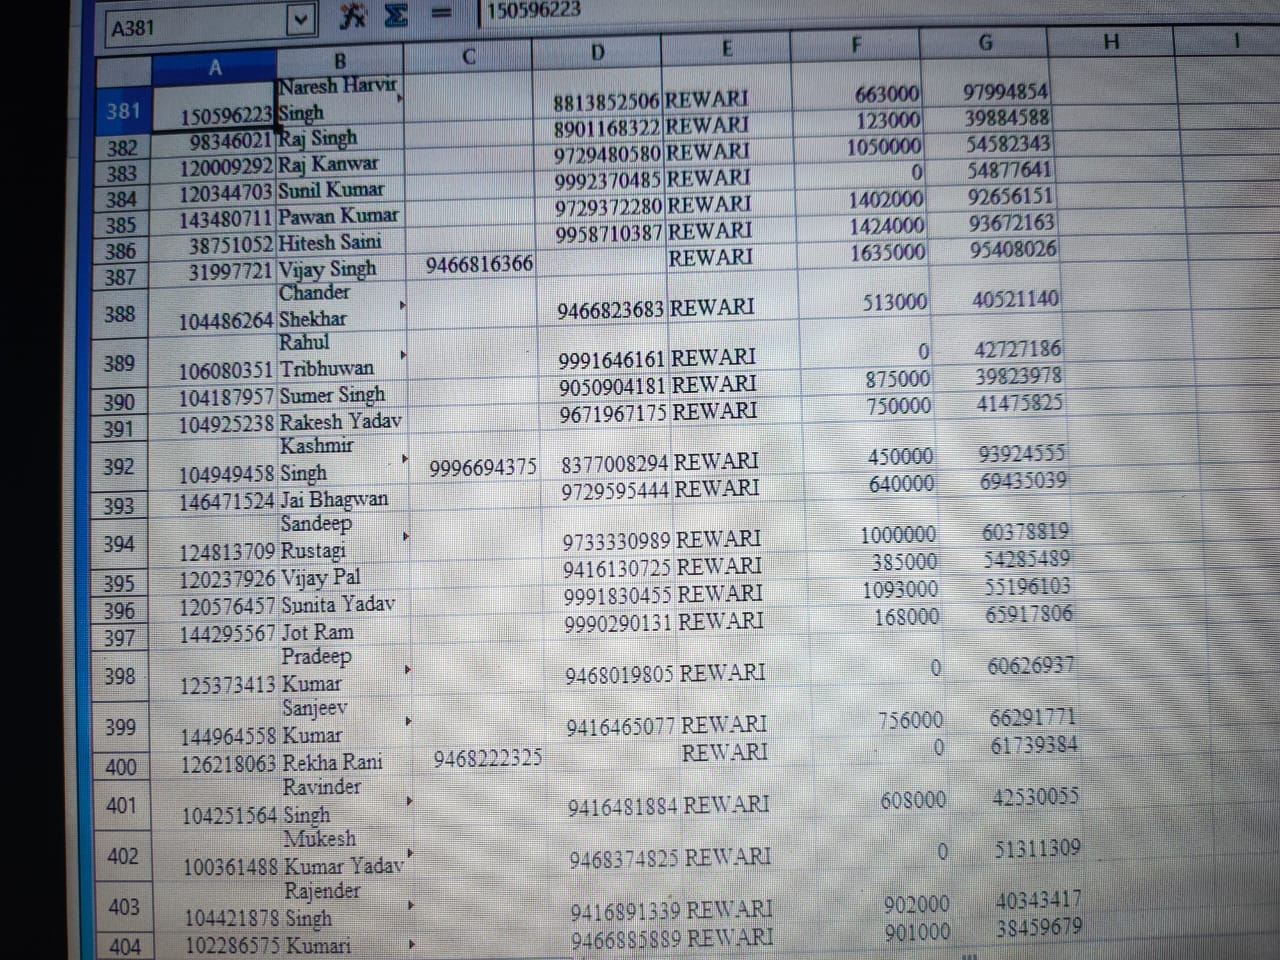 A381 150596223
A B C D E F G H I
381 150596223 Naresh Harvir Singh 8813852506 REWARI 663000 97994854
382 98346021 Raj Singh 8901168322 REWARI 123000 39884588
383 120009292 Raj Kanwar 9729480580 REWARI 1050000 54582343
384 120344703 Sunil Kumar 9992370485 REWARI 0 54877641
385 143480711 Pawan Kumar 9729372280 REWARI 1402000 92656151
386 38751052 Hitesh Saini 9958710387 REWARI 1424000 93672163
387 31997721 Vijay Singh 9466816366 REWARI 1635000 95408026
388 104486264 Chander Shekhar 9466823683 REWARI 513000 40521140
389 106080351 Rahul Tribhuwan 9991646161 REWARI 0 42727186
390 104187957 Sumer Singh 9050904181 REWARI 875000 39823978
391 104925238 Rakesh Yadav 9671967175 REWARI 750000 41475825
392 104949458 Kashmir Singh 9996694375 8377008294 REWARI 450000 93924555
393 146471524 Jai Bhagwan 9729595444 REWARI 640000 69435039
394 124813709 Sandeep Rustagi 9733330989 REWARI 1000000 60378819
395 120237926 Vijay Pal 9416130725 REWARI 385000 54285489
396 120576457 Sunita Yadav 9991830455 REWARI 1093000 55196103
397 144295567 Jot Ram 9990290131 REWARI 168000 65917806
398 125373413 Pradeep Kumar 9468019805 REWARI 0 60626937
399 144964558 Sanjeev Kumar 9416465077 REWARI 756000 66291771
400 126218063 Rekha Rani 9468222325 REWARI 0 61739384
401 104251564 Ravinder Singh 9416481884 REWARI 608000 42530055
402 100361488 Mukesh Kumar Yadav 9468374825 REWARI 0 51311309
403 104421878 Rajender Singh 9416891339 REWARI 902000 40343417
404 102286575 Kumari 9466885889 REWARI 901000 38459679